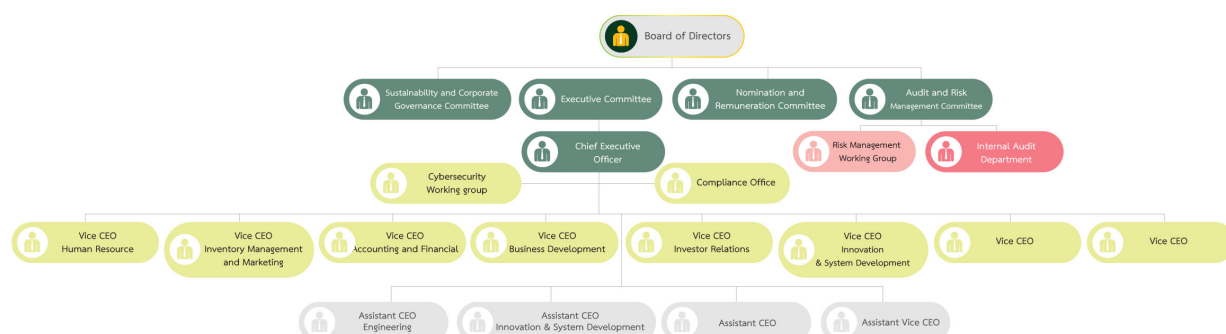 Board of Directors
Sustainability and Corporate
Governance Committee
Executive Committee
Nomination and
Remuneration Committee
Audit and Risk
Management Committee
Chief Executive
Officer
Risk Management
Working Group
Internal Audit
Department
Cybersecurity
Working group
Compliance Office
Vice CEO
Human Resource
Vice CEO
Inventory Management
and Marketing
Vice CEO
Accounting and Financial
Vice CEO
Business Development
Vice CEO
Investor Relations
Vice CEO
Innovation
& System Development
Vice CEO
Vice CEO
Assistant CEO
Engineering
Assistant CEO
Innovation & System Development
Assistant CEO
Assistant Vice CEO